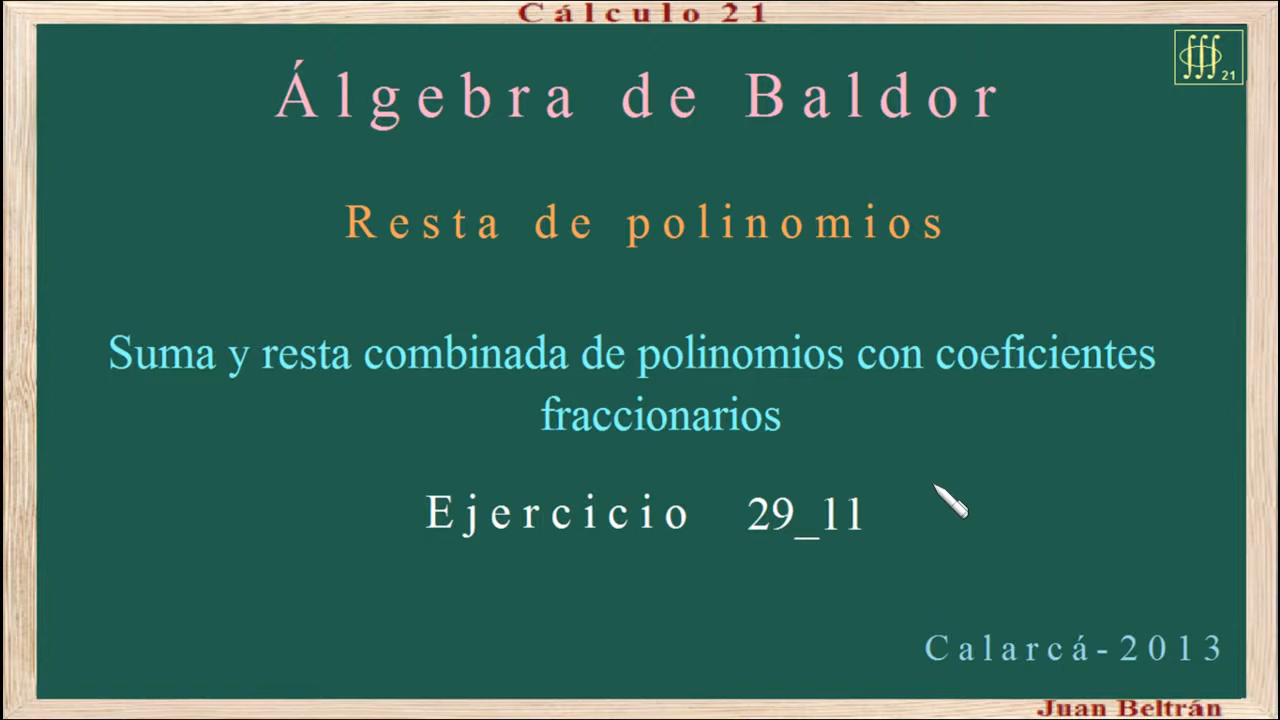 Cálculo 21
∯∫ 21
Álgebra de Baldor
Resta de polinomios
Suma y resta combinada de polinomios con coeficientes
fraccionarios
Ejercicio 29_11
Calarcá-2013
Juan Beltrán